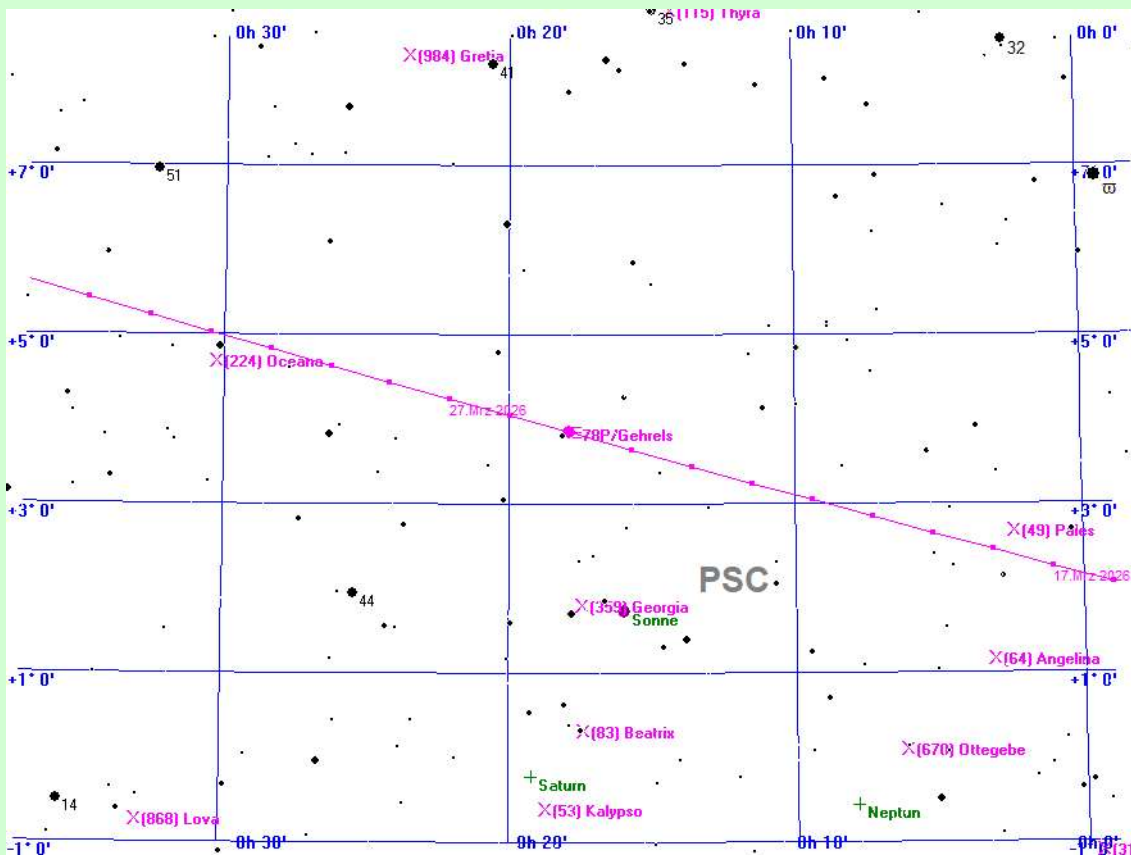 35 (115) Thyra
0h 30' 0h 20' 0h 10' 0h 0'
(984) Gretia 41 32
+7° 0' 51 +7° 0'
ϖ
+5° 0' (224) Oceana +5° 0'
27.Mrz 2026
78P/Gehrels
+3° 0' (49) Pales +3° 0'
PSC 17.Mrz 2026
44 (359) Georgia
Sonne
+1° 0' (64) Angelina +1° 0'
(83) Beatrix (670) Ottegebe
Saturn
14 (868) Lova (53) Kalypso Neptun
-1° 0' 0h 30' 0h 20' 0h 10' 0h 0'